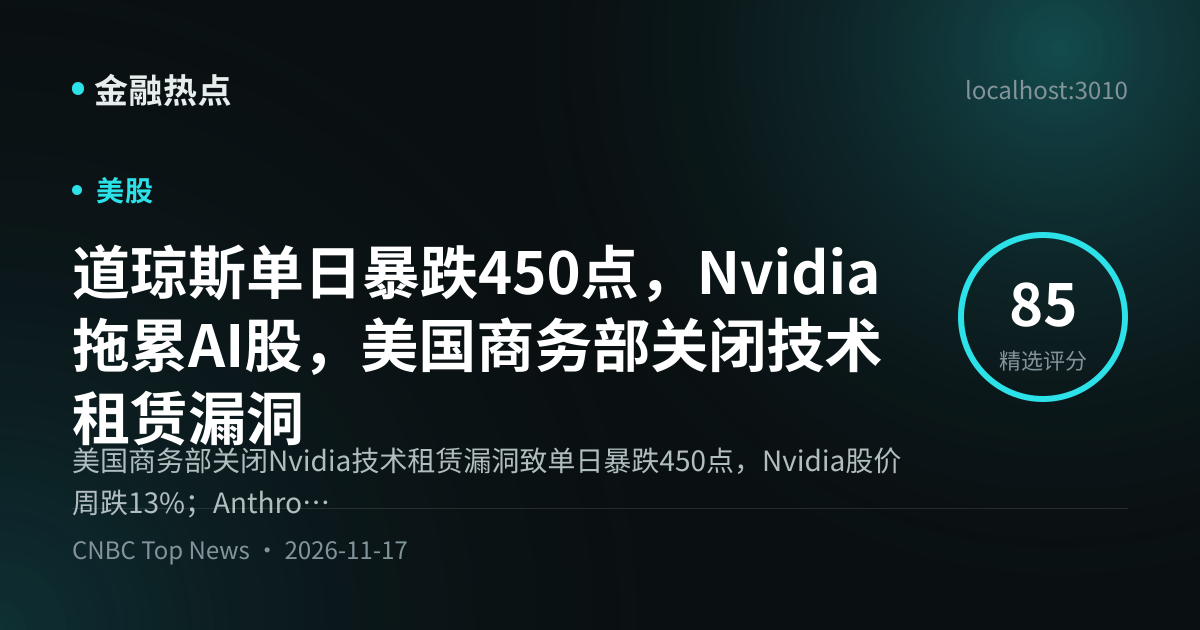 金融热点
localhost:3010
美股
道琼斯单日暴跌450点，Nvidia
拖累AI股，美国商务部关闭技术
租赁漏洞
85
精选评分
美国商务部关闭Nvidia技术租赁漏洞致单日暴跌450点，Nvidia股价
周跌13%；Anthro…
CNBC Top News • 2026-11-17